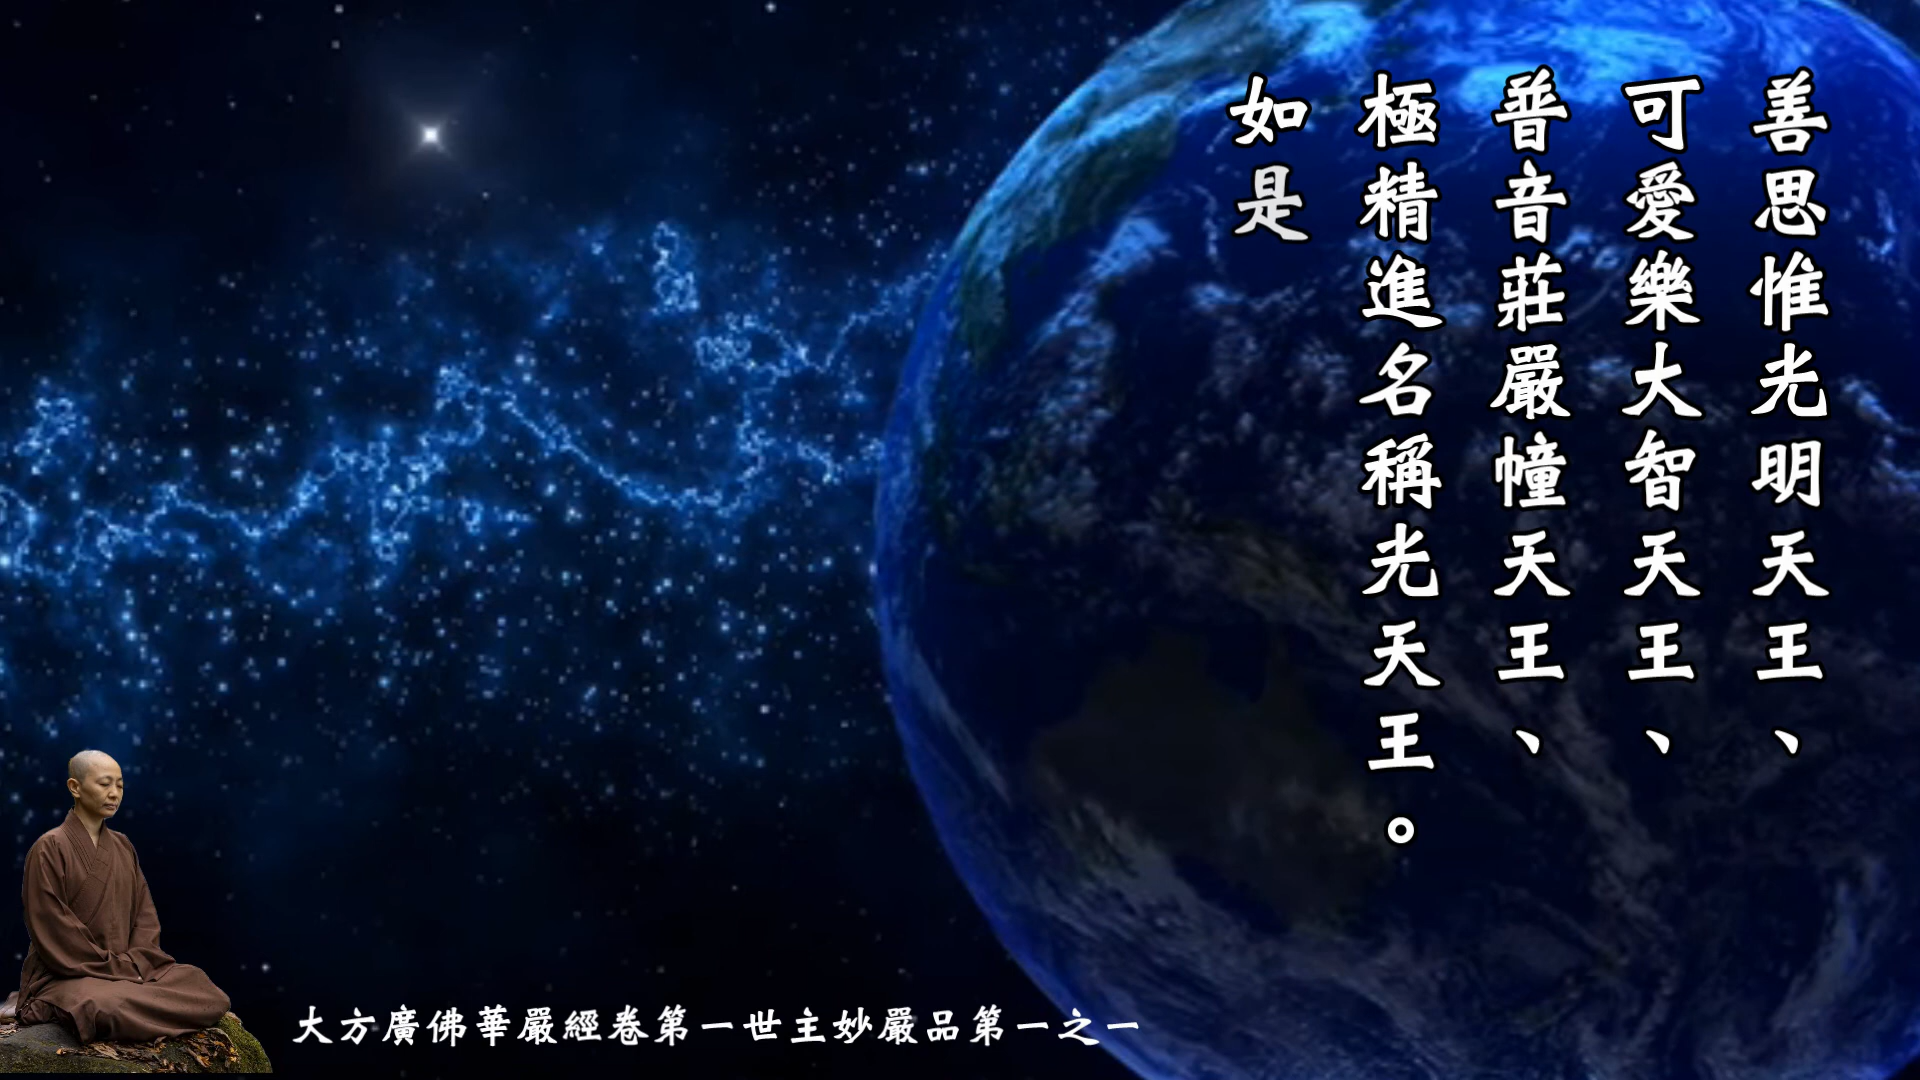 善思惟光明天王、
可愛樂大智天王、
普音莊嚴幢天王、
極精進名稱光天王。
如是
大方廣佛華嚴經卷第一世主妙嚴品第一之一